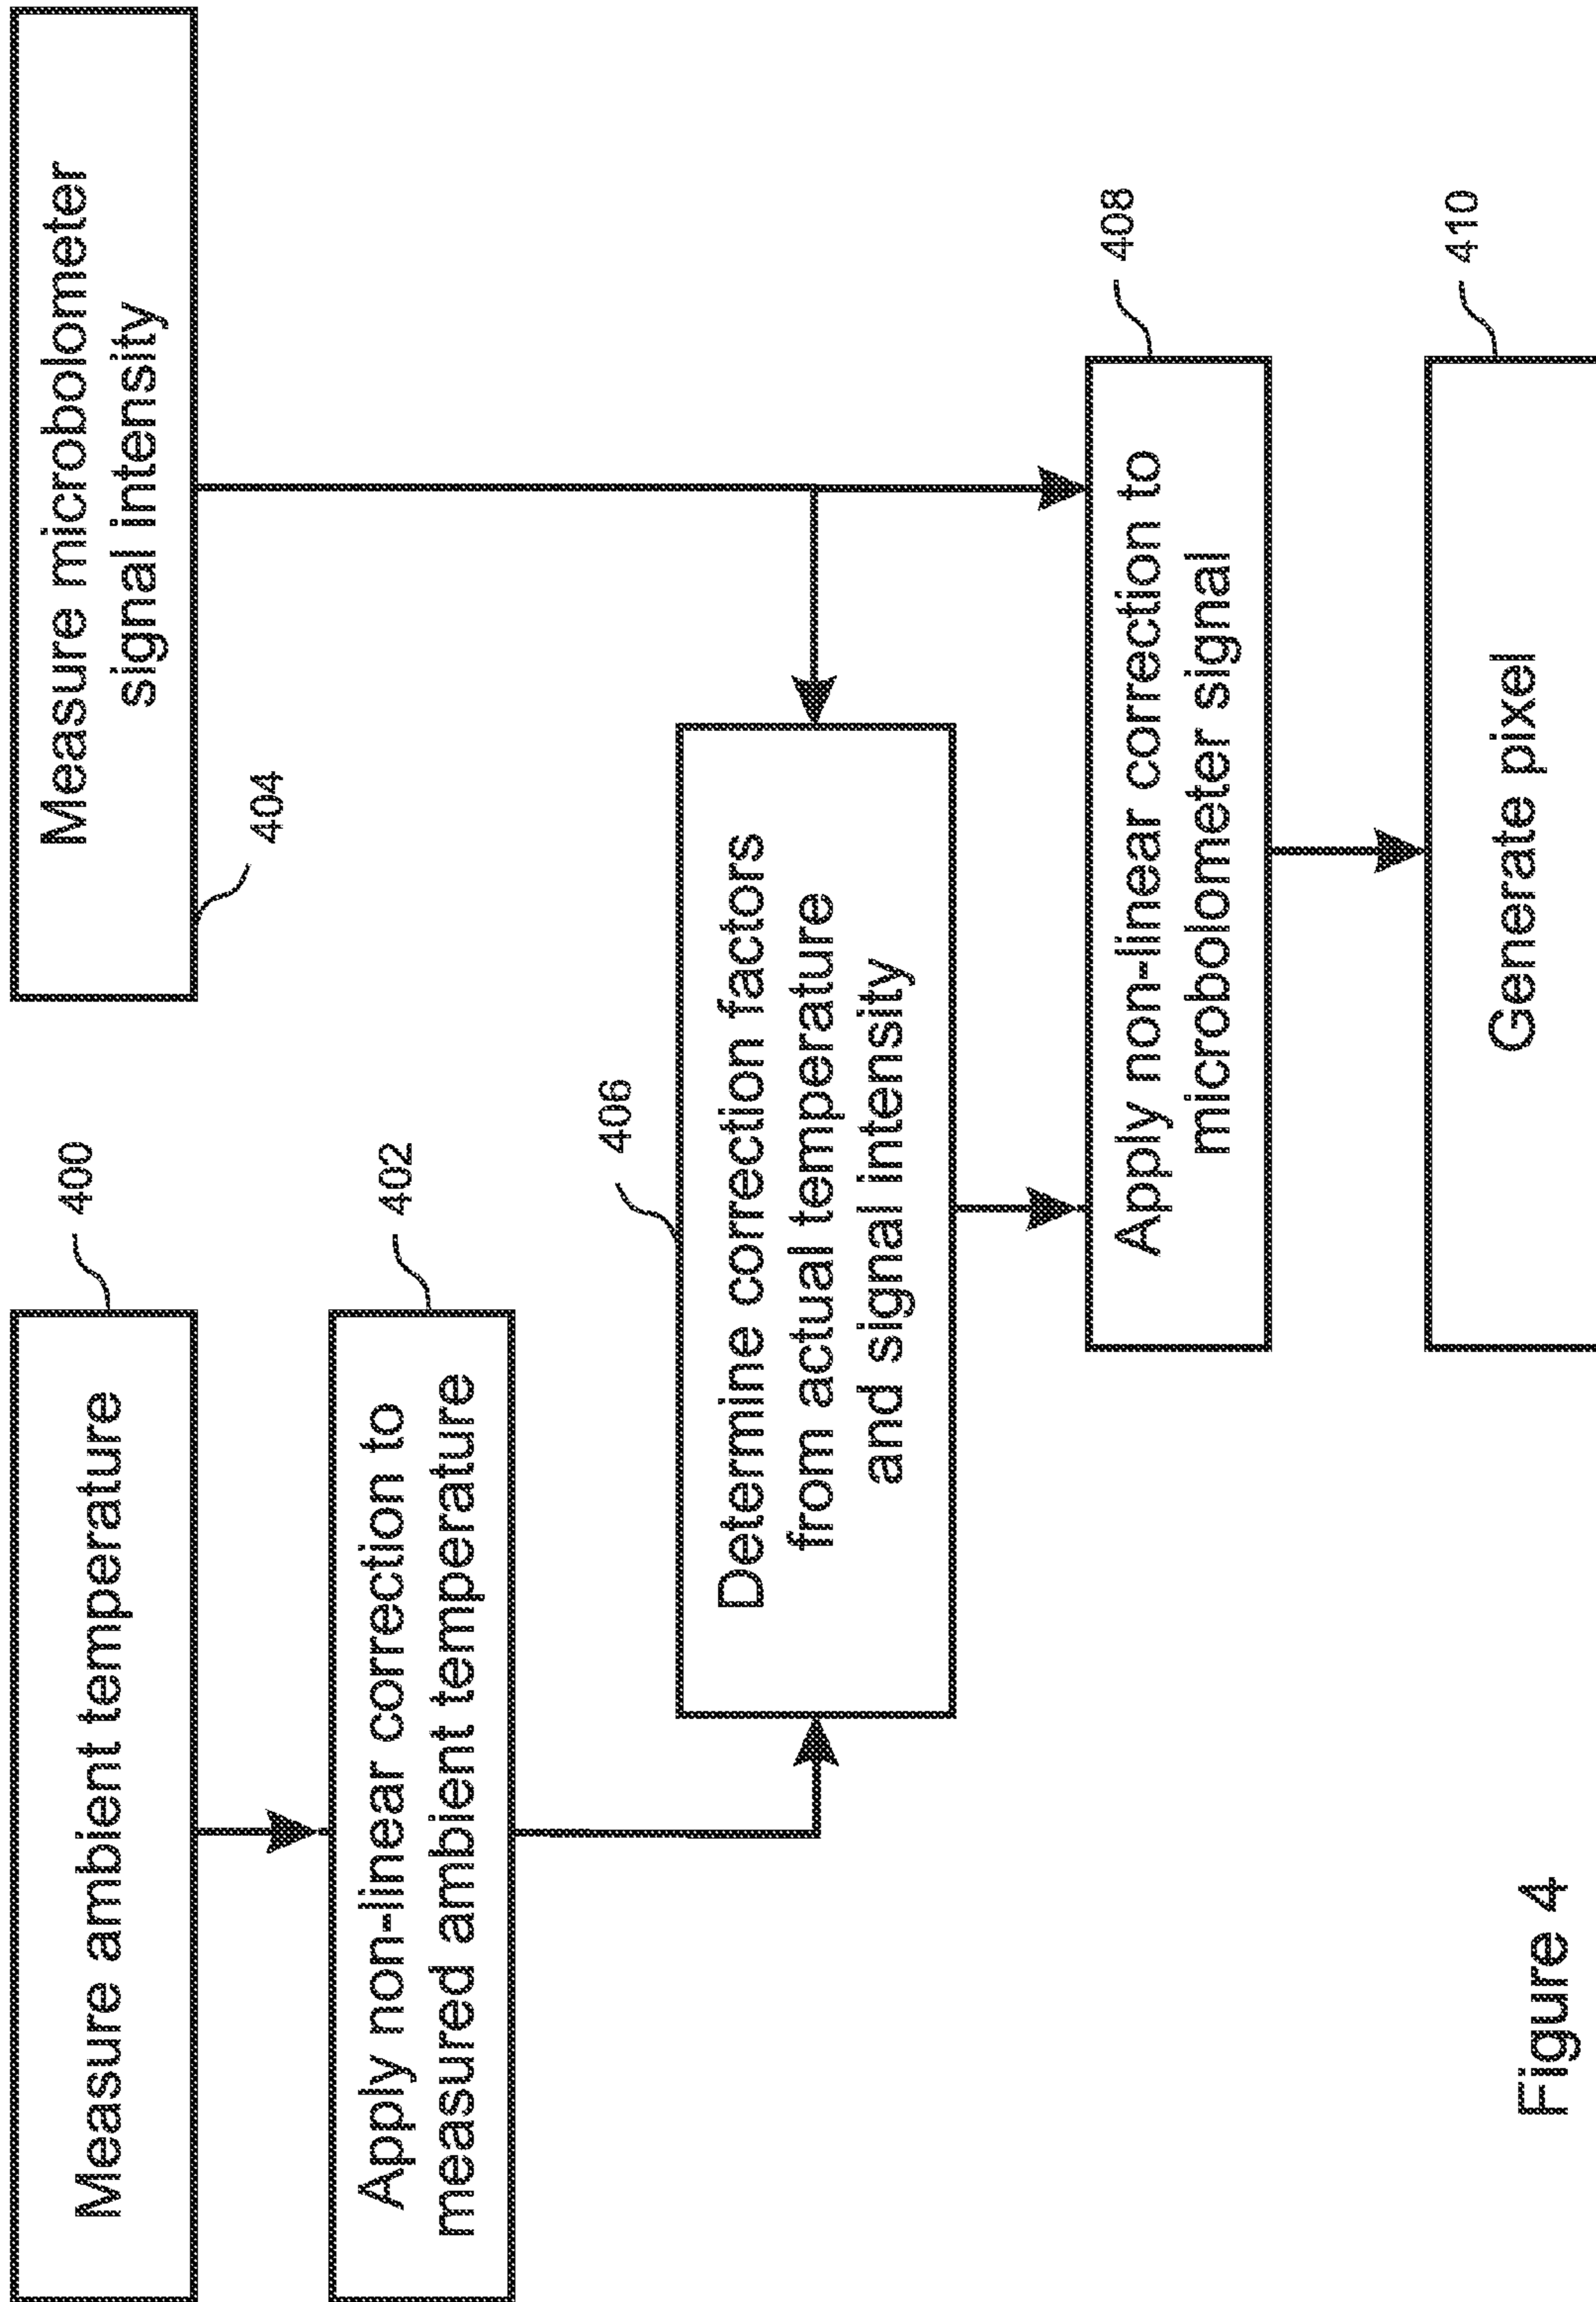 Measure ambient temperature
400
Apply non-linear correction to
measured ambient temperature
402
Measure microbolometer
signal intensity
404
406
Determine correction factors
from actual temperature
and signal intensity
Apply non-linear correction to
microbolometer signal
408
Generate pixel
410
Figure 4